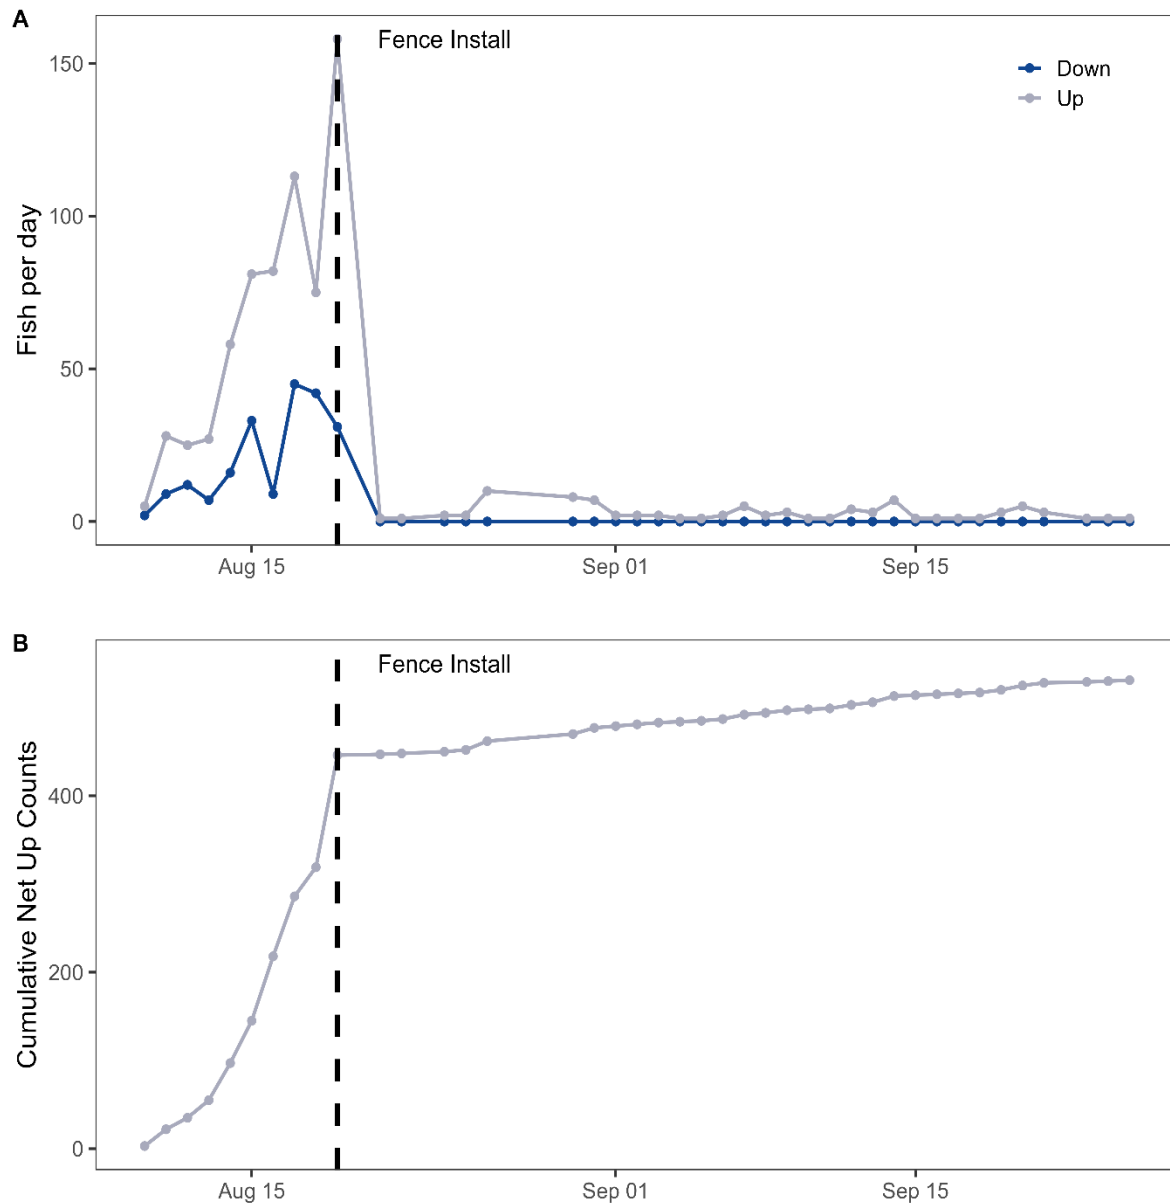 A
Fence Install
Down
Up
150
100
50
0
Fish per day
Aug 15
Sep 01
Sep 15
B
Fence Install
400
200
0
Cumulative Net Up Counts
Aug 15
Sep 01
Sep 15